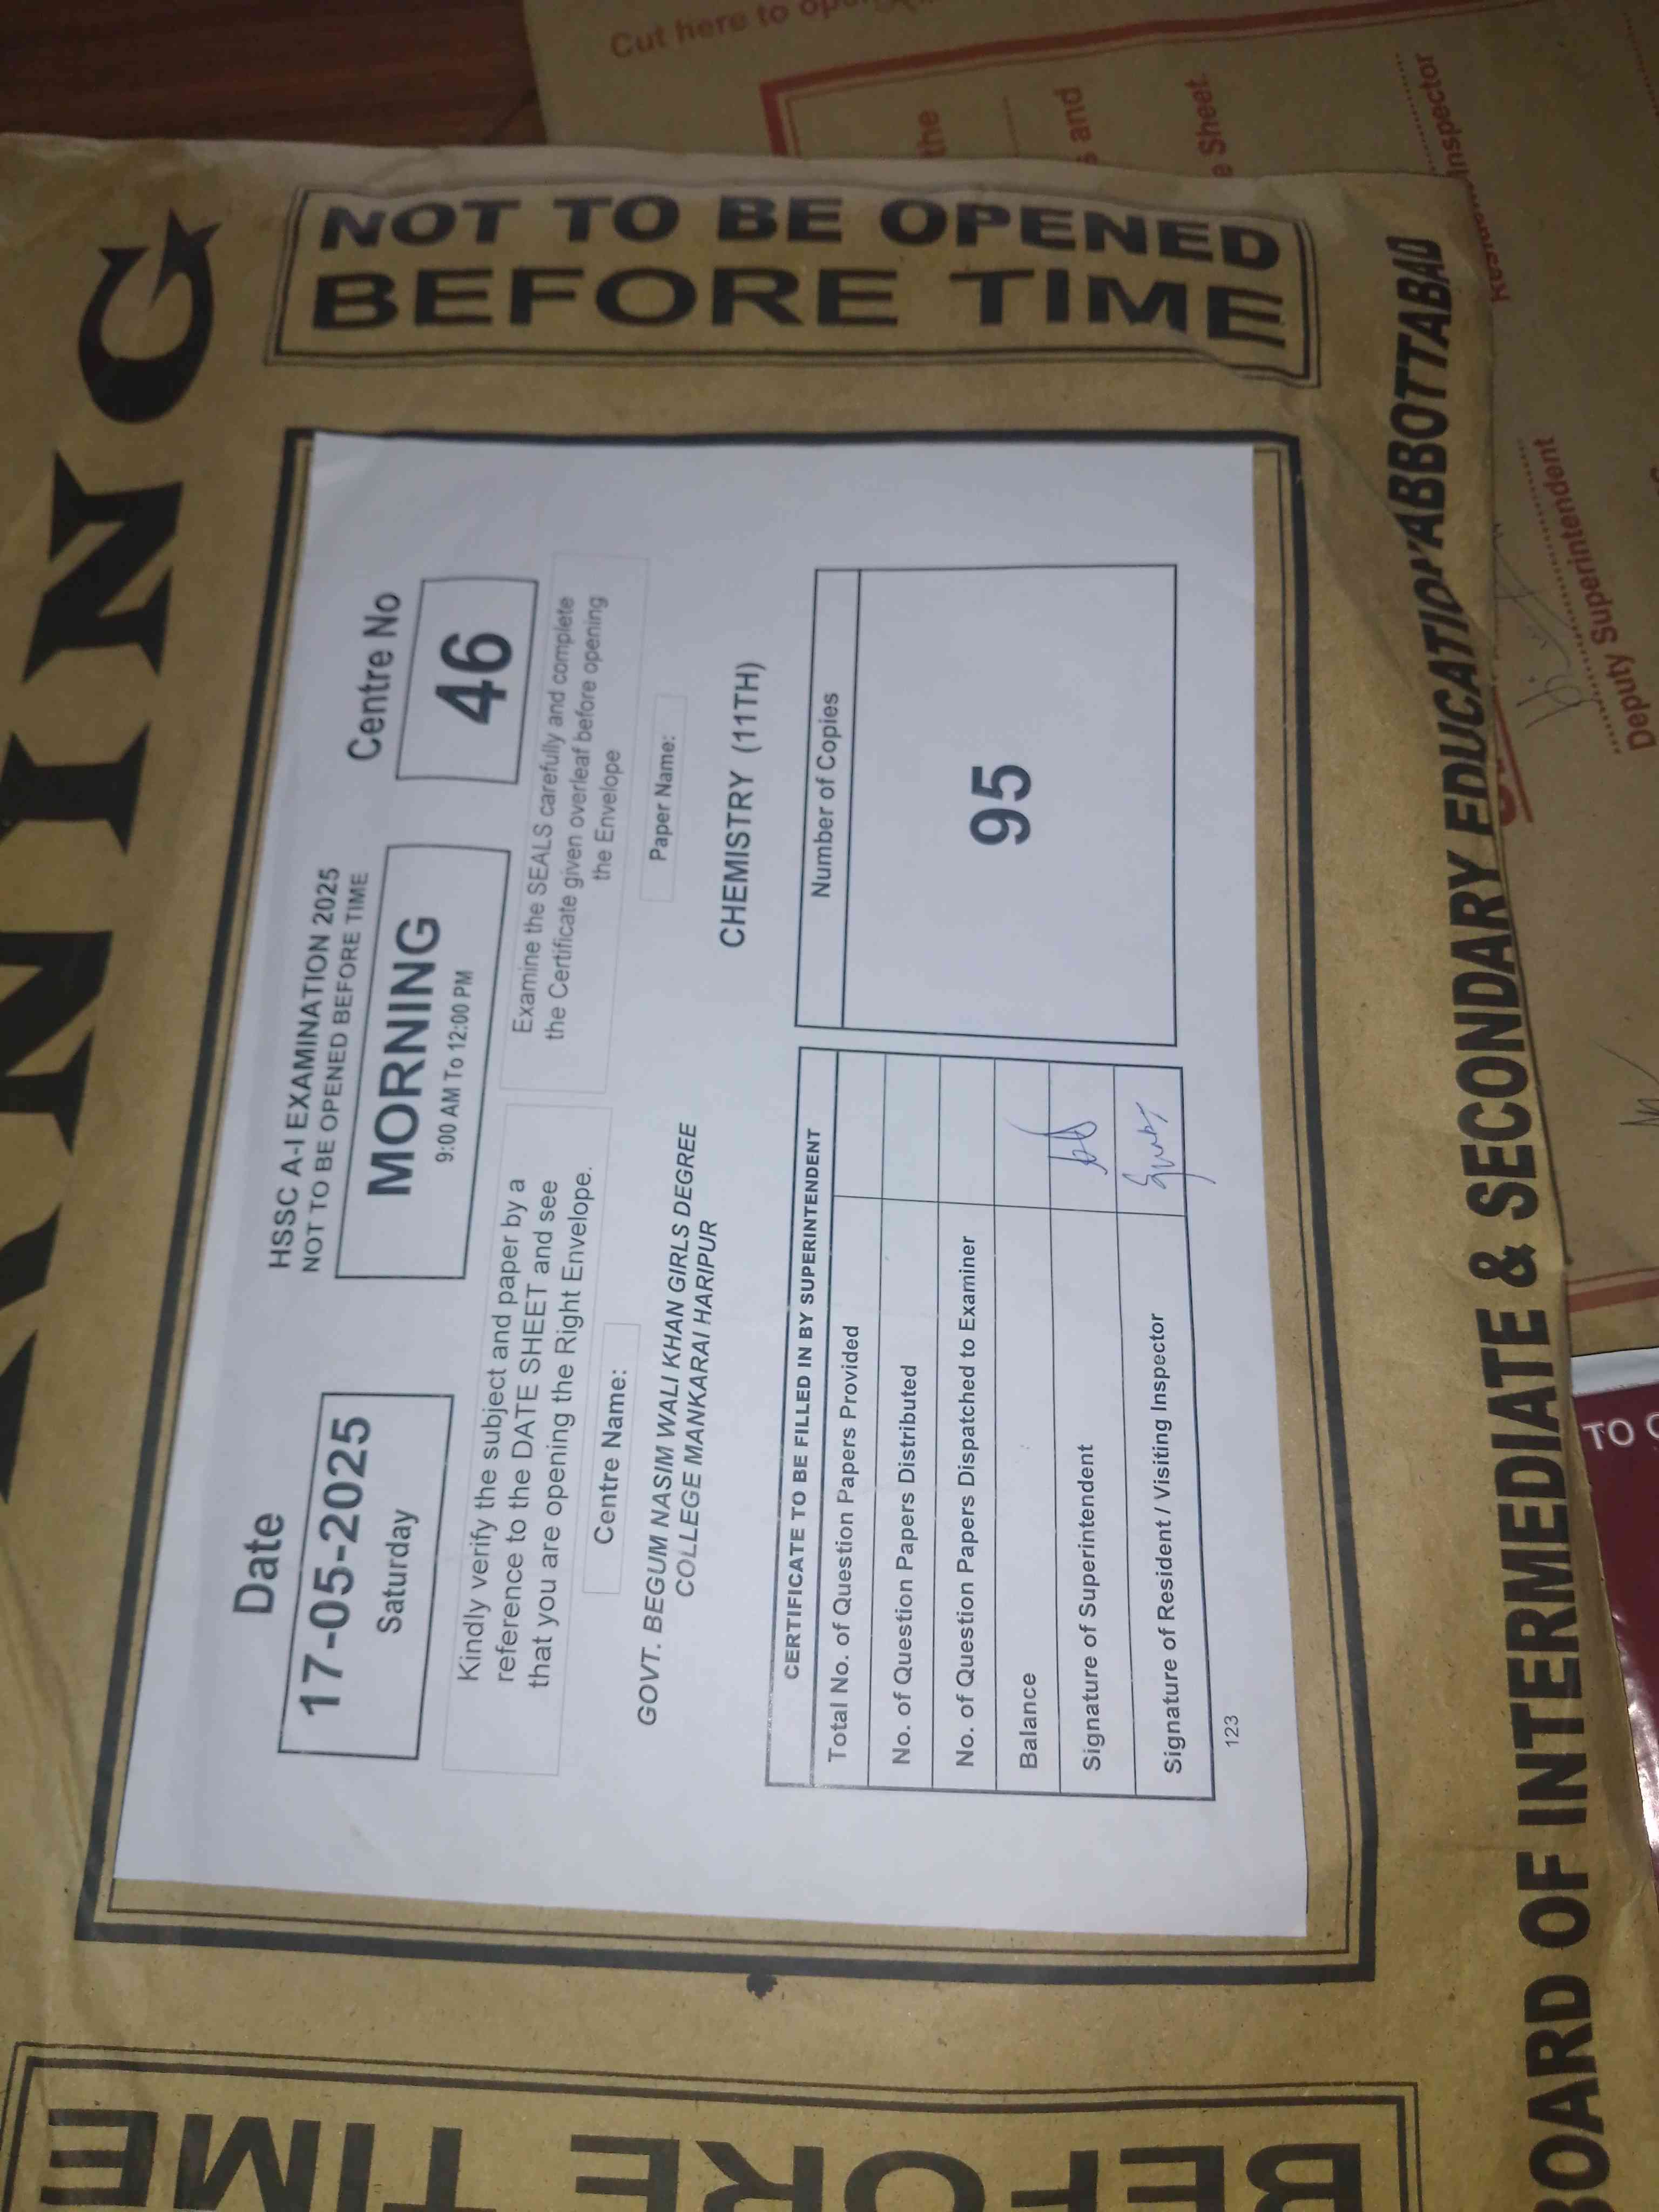 NOT TO BE OPENED
BEFORE TIME
Date
17-05-2025
Saturday
HSSC A-I EXAMINATION 2025
NOT TO BE OPENED BEFORE TIME
MORNING
9:00 AM To 12:00 PM
Centre No
46
Kindly verify the subject and paper by a
reference to the DATE SHEET and see
that you are opening the Right Envelope.
Examine the SEALS carefully and complete
the Certificate given overleaf before opening
the Envelope
Centre Name:
GOVT. BEGUM NASIM WALI KHAN GIRLS DEGREE
COLLEGE MANKARAI HARIPUR
Paper Name:
CHEMISTRY (11TH)
CERTIFICATE TO BE FILLED IN BY SUPERINTENDENT
Total No. of Question Papers Provided
No. of Question Papers Distributed
No. of Question Papers Dispatched to Examiner
Balance
Signature of Superintendent
Signature of Resident / Visiting Inspector
Number of Copies
95
123
BOARD OF INTERMEDIATE & SECONDARY EDUCATION ABBOTTABAD
BEFORE TIME
Cut here to
the
and
Sheet
Inspector
Deputy Superintendent
TO